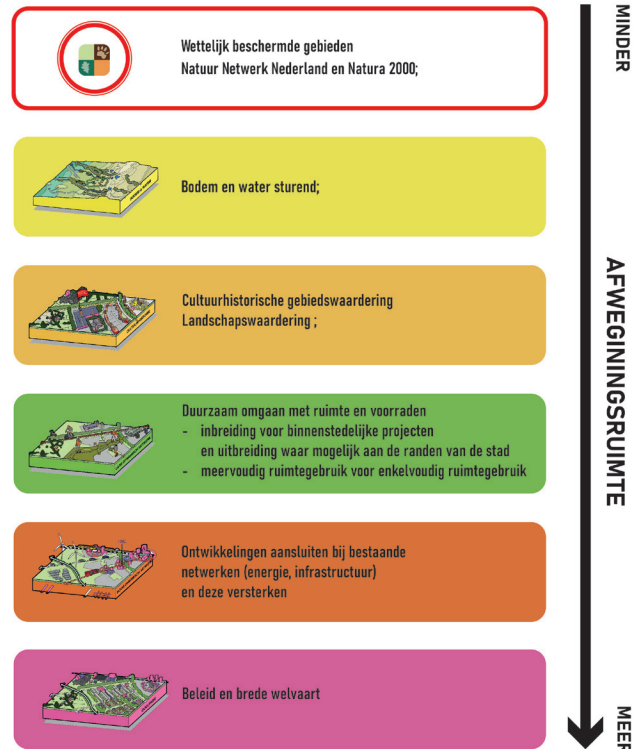 Wettelijk beschermde gebieden
Natuur Netwerk Nederland en Natura 2000;
Bodem en water sturend;
Cultuurhistorische gebiedswaardering
Landschapswaardering ;
Duurzaam omgaan met ruimte en voorraden
- inbreiding voor binnenstedelijke projecten
en uitbreiding waar mogelijk aan de randen van de stad
- meervoudig ruimtegebruik voor enkelvoudig ruimtegebruik
Ontwikkelingen aansluiten bij bestaande
netwerken (energie, infrastructuur)
en deze versterken
Beleid en brede welvaart
MINDER
AFWEGININGSRUIMTE
MEER